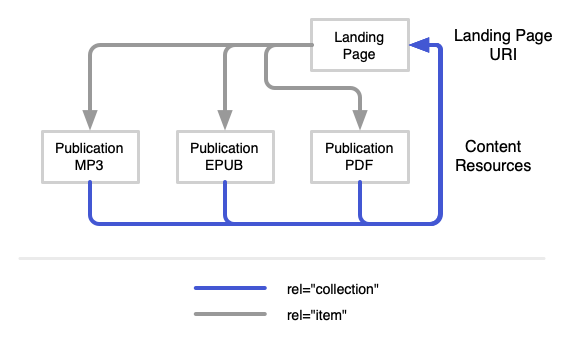 Landing
Page
Landing Page
URI
Publication
MP3
Publication
EPUB
Publication
PDF
Content
Resources
rel="collection"
rel="item"